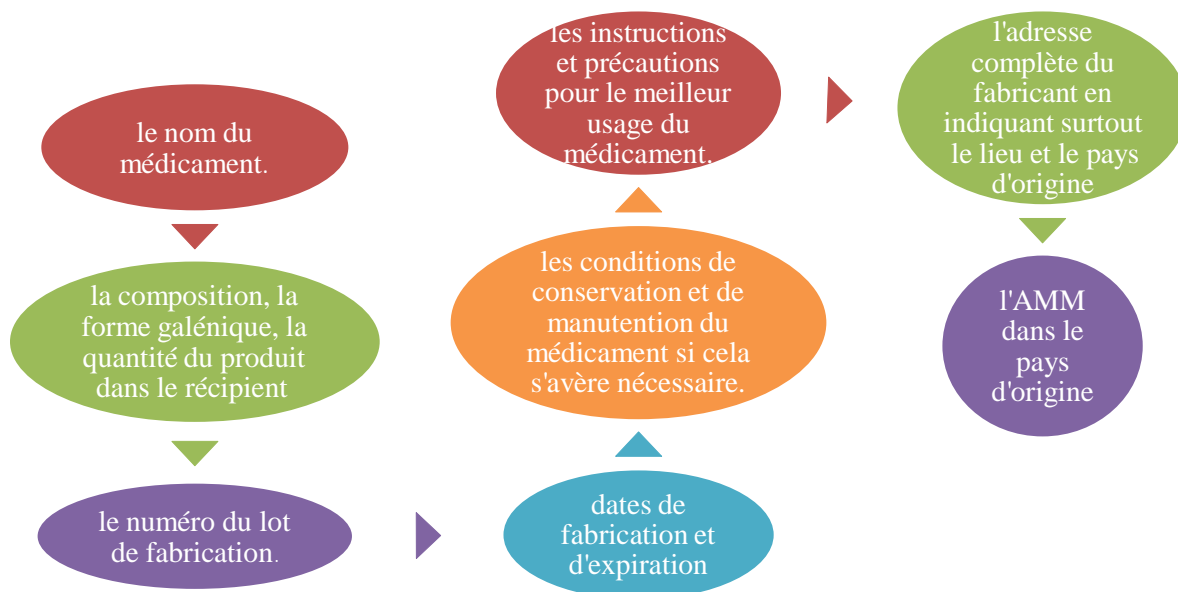 le nom du
médicament.
la composition, la
forme galénique, la
quantité du produit
dans le récipient
le numéro du lot
de fabrication.
dates de
fabrication et
d'expiration
les conditions de
conservation et de
manutention du
médicament si cela
s'avère nécessaire.
les instructions
et précautions
pour le meilleur
usage du
médicament.
l'adresse
complète du
fabricant en
indiquant surtout
le lieu et le pays
d'origine
l'AMM
dans le
pays
d'origine